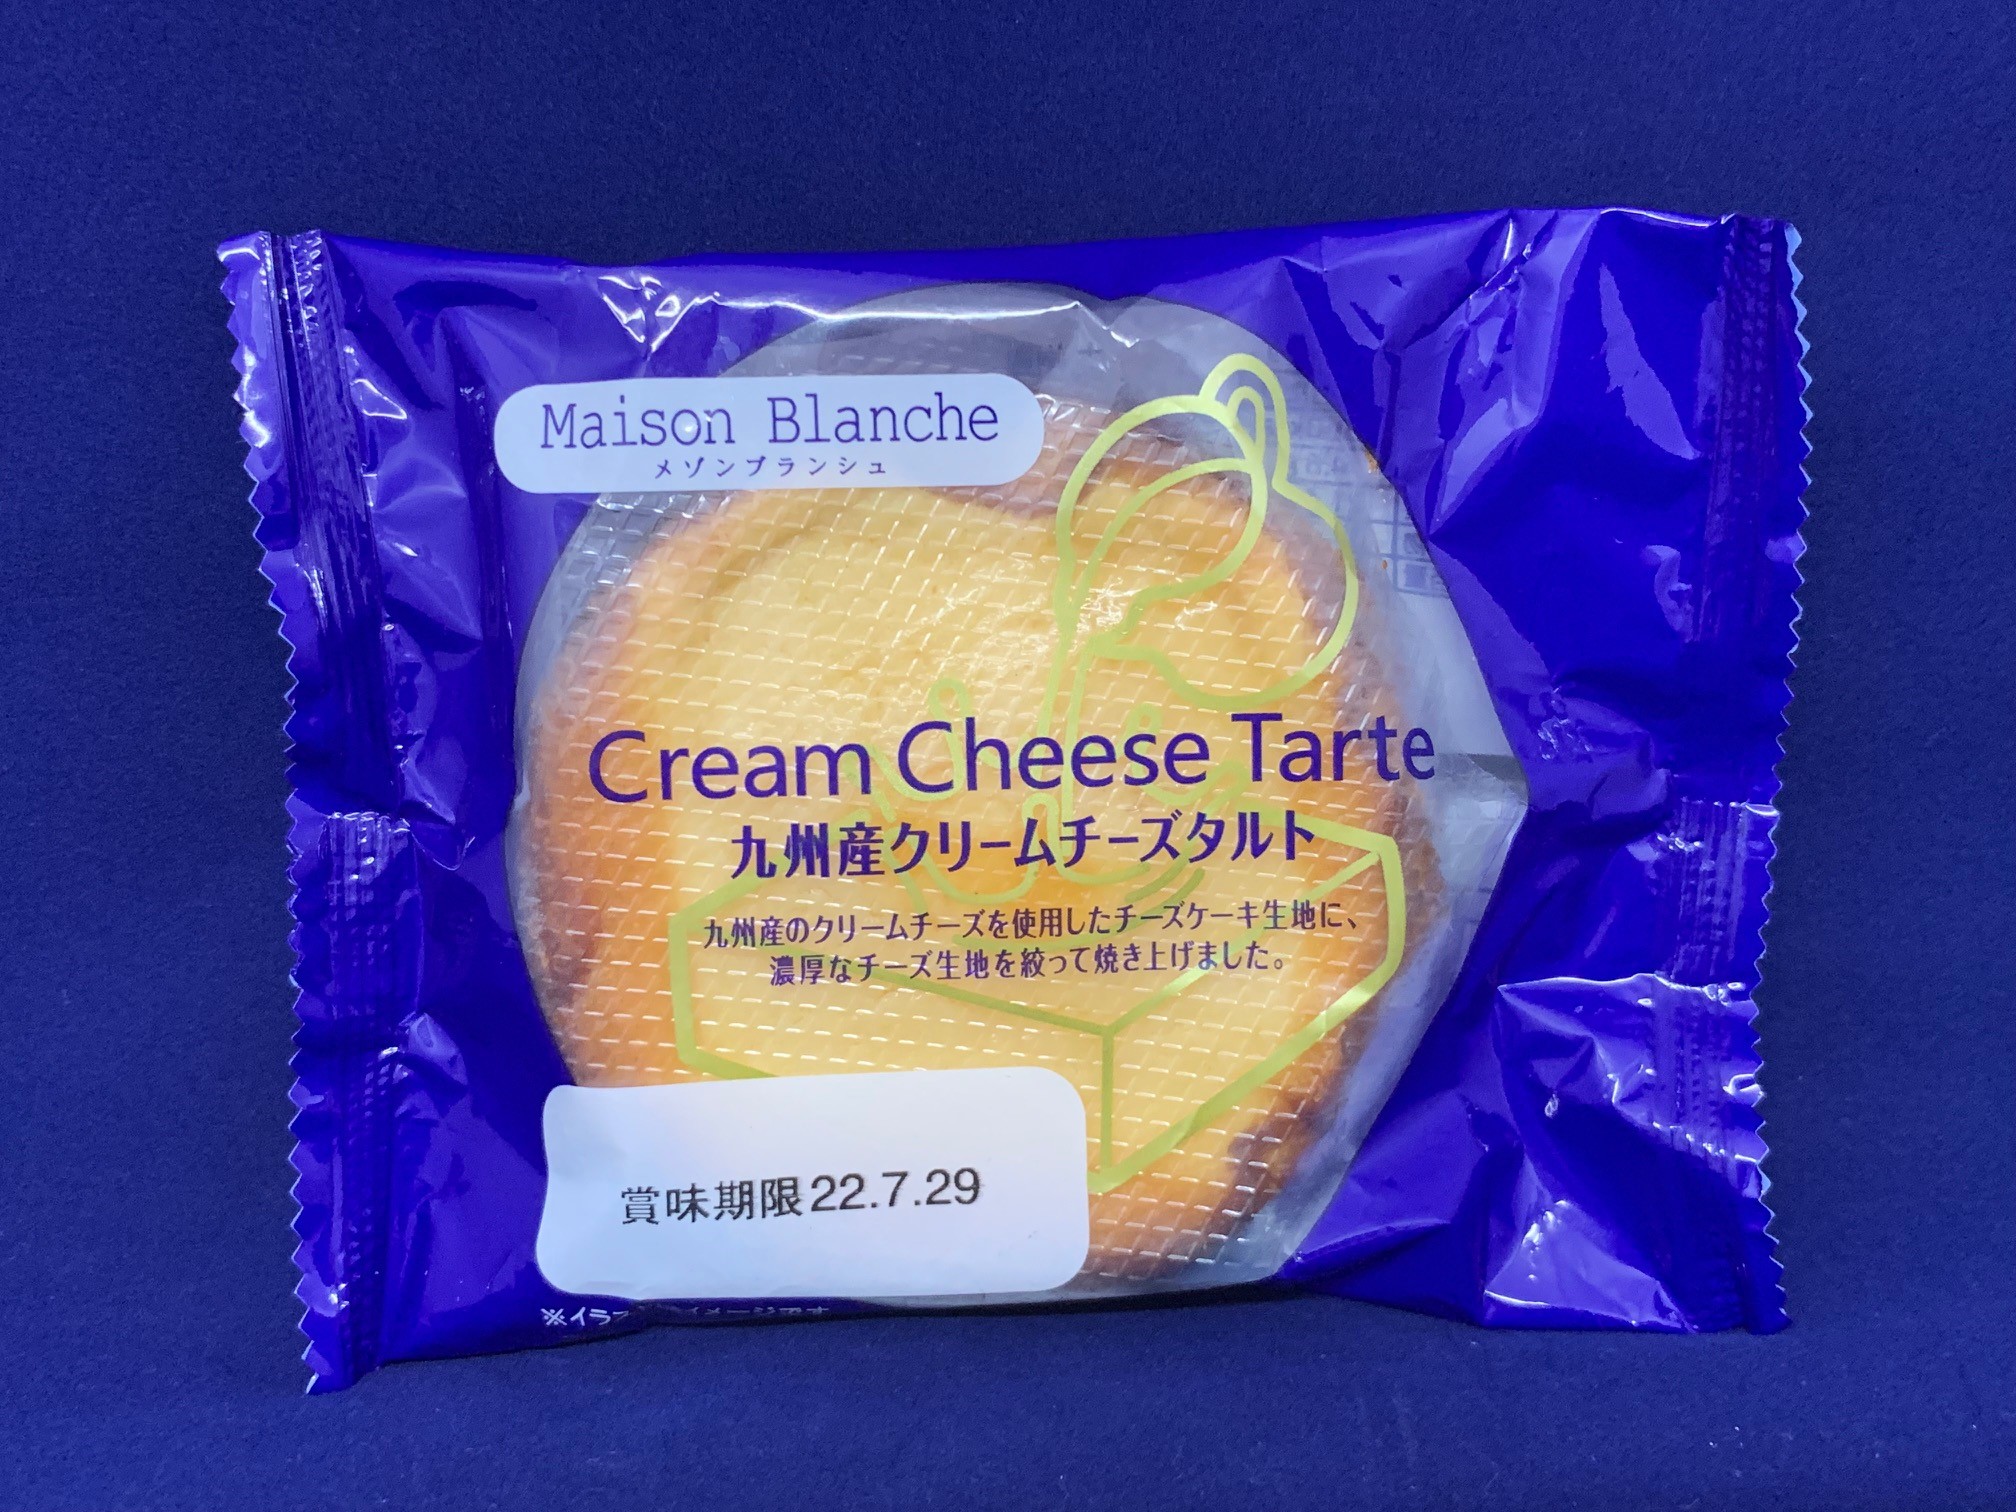 Maison Blanche
メゾンブランシュ
Cream Cheese Tarte
九州産クリームチーズタルト
九州産のクリームチーズを使用したチーズケーキ生地に、
濃厚なチーズ生地を絞って焼き上げました。
賞味期限22.7.29
※イラ